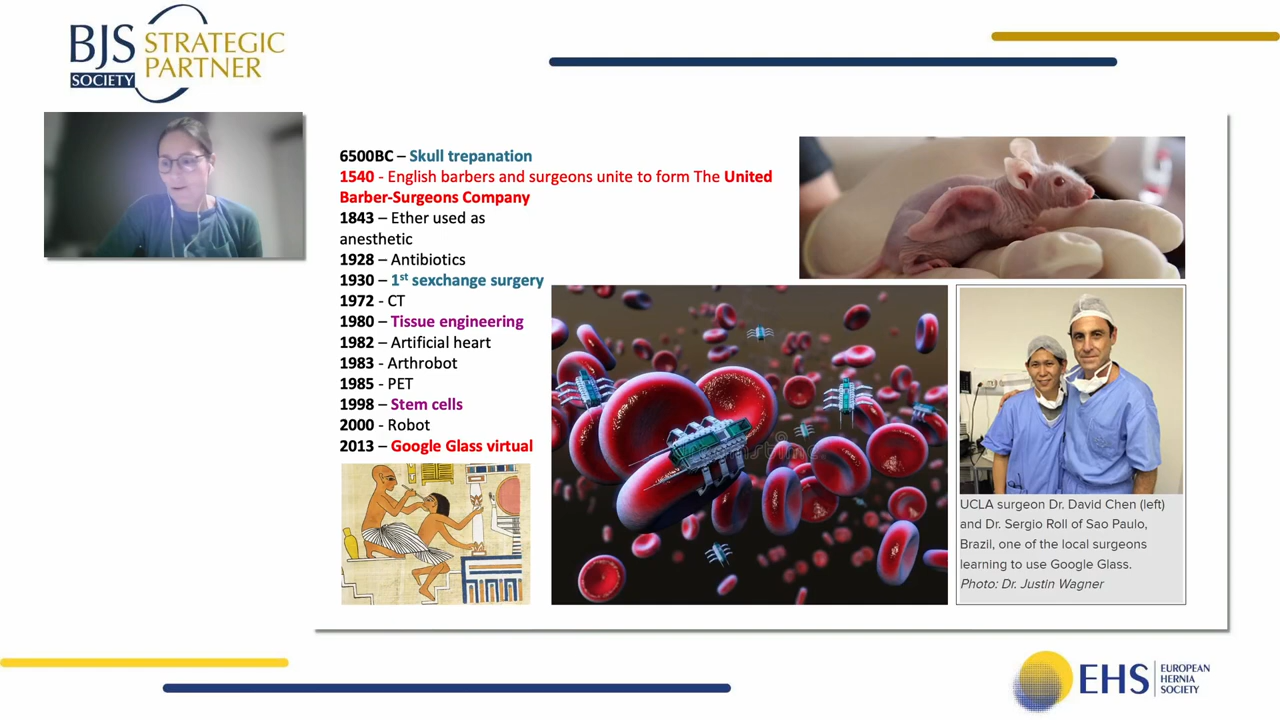 BJS STRATEGIC
SOCIETY PARTNER
6500BC – Skull trepanation
1540 - English barbers and surgeons unite to form The United
Barber-Surgeons Company
1843 – Ether used as
anesthetic
1928 – Antibiotics
1930 – 1st sexchange surgery
1972 - CT
1980 – Tissue engineering
1982 – Artificial heart
1983 - Arthrobot
1985 - PET
1998 – Stem cells
2000 - Robot
2013 – Google Glass virtual
UCLA surgeon Dr. David Chen (left)
and Dr. Sergio Roll of Sao Paulo,
Brazil, one of the local surgeons
learning to use Google Glass.
Photo: Dr. Justin Wagner
EHS
EUROPEAN
HERNIA
SOCIETY